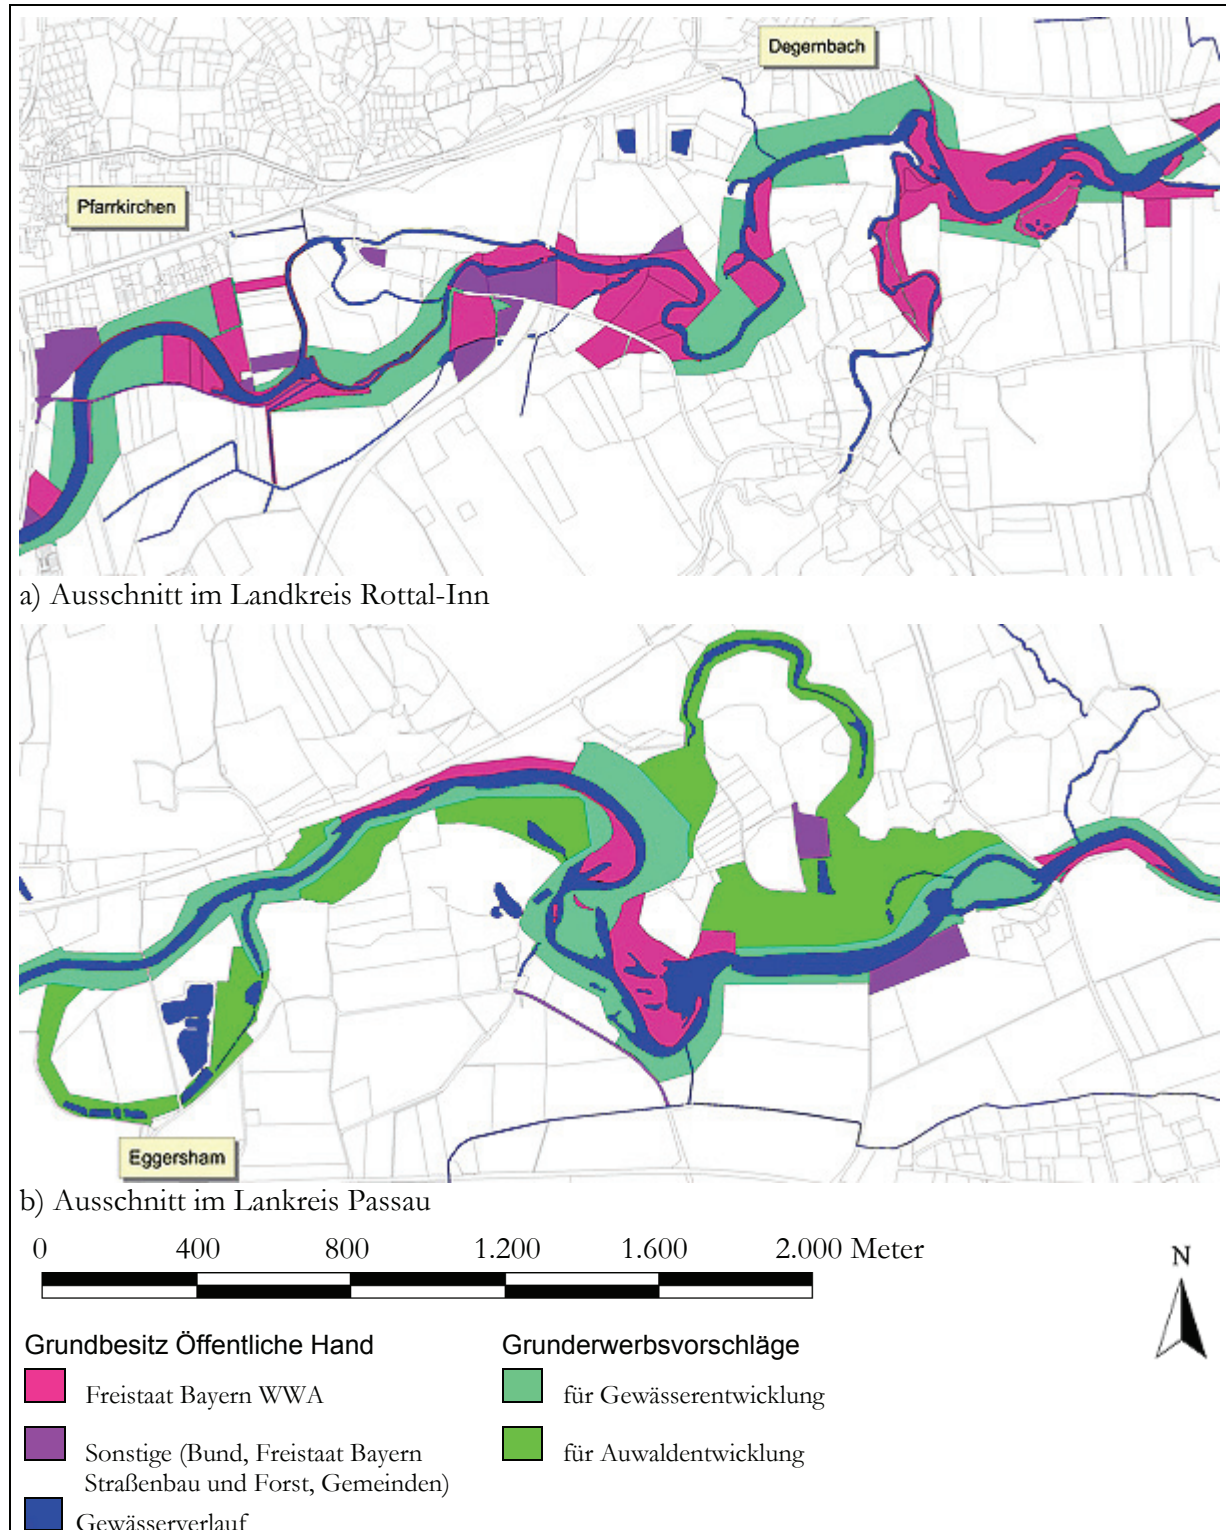 Degernbach
Pfarrkirchen
a) Ausschnitt im Landkreis Rottal-Inn
Eggersham
b) Ausschnitt im Lankreis Passau
0 400 800 1.200 1.600 2.000 Meter
N
Grundbesitz Öffentliche Hand
Freistaat Bayern WWA
Sonstige (Bund, Freistaat Bayern
Straßenbau und Forst, Gemeinden)
Gewässerverlauf
Grunderwerbsvorschläge
für Gewässerentwicklung
für Auwaldentwicklung